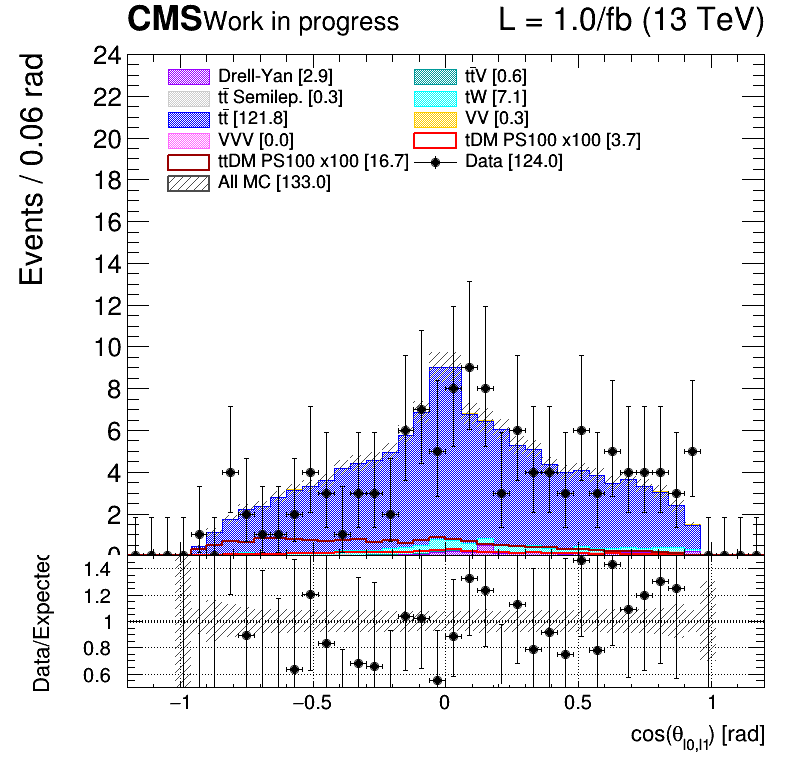 CMS Work in progress L = 1.0/fb (13 TeV)
Events / 0.06 rad
24
22
20
18
16
14
12
10
8
6
4
2
0
Drell-Yan [2.9]
tt̄V [0.6]
tt̄ Semilep. [0.3]
tW [7.1]
tt̄ [121.8]
VV [0.3]
VVV [0.0]
tDM PS100 x100 [3.7]
ttDM PS100 x100 [16.7]
Data [124.0]
All MC [133.0]
Data/Expected
1.4
1.2
1
0.8
0.6
−1 −0.5 0 0.5 1
cos(θl0,l1) [rad]